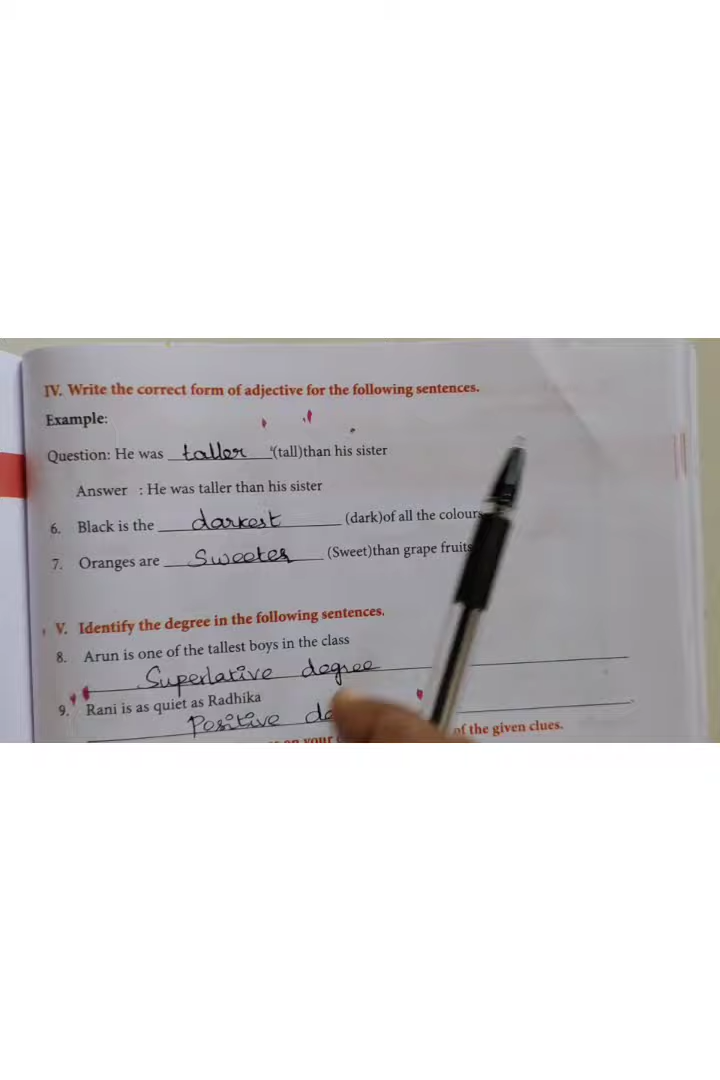 IV. Write the correct form of adjective for the following sentences.
Example:
Question: He was taller (tall)than his sister
Answer : He was taller than his sister
6. Black is the darkest (dark)of all the colours
7. Oranges are sweeter (Sweet)than grape fruits
V. Identify the degree in the following sentences.
8. Arun is one of the tallest boys in the class
Superlative degree
9. Rani is as quiet as Radhika
Positive de
on your of the given clues.